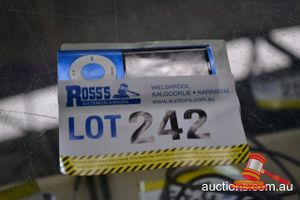 Ross's
AUCTIONEERS & VALUERS
WELSHPOOL
KALGOORLIE • KARRATHA
www.auctions.com.au
LOT 242
auctions.com.au